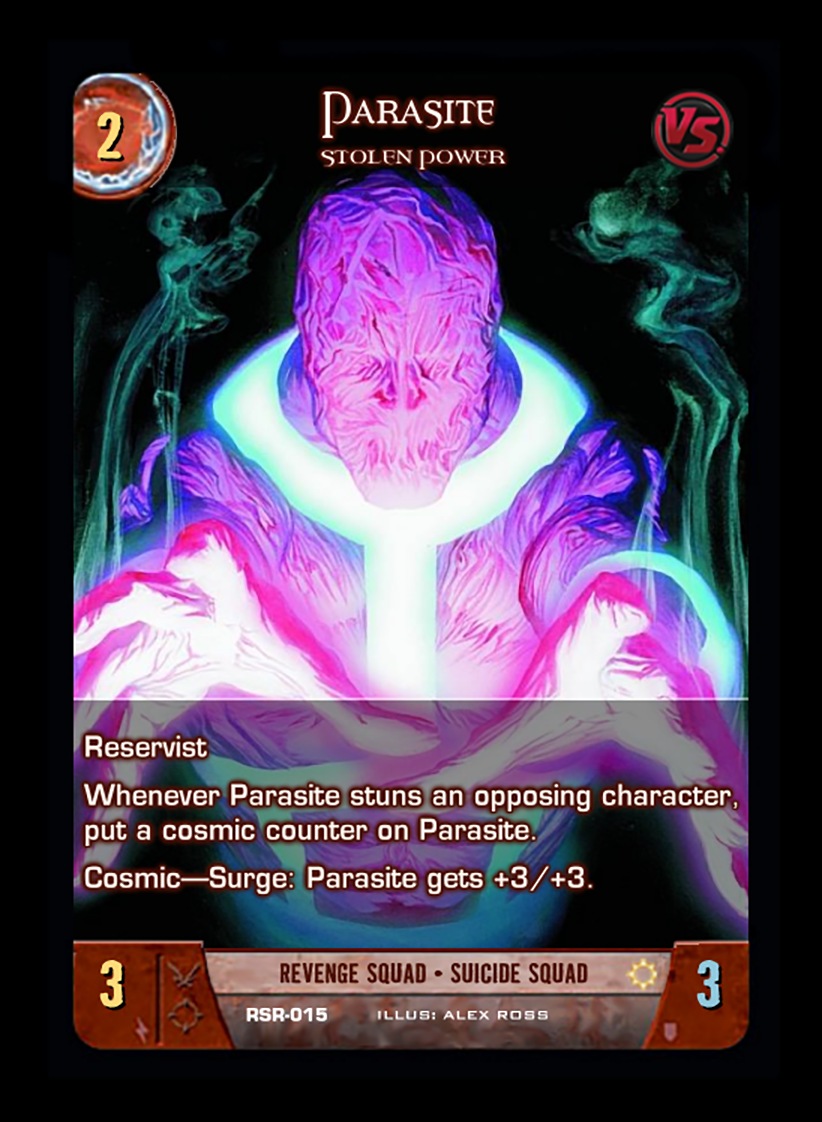 2
Parasite
VS.
Stolen Power
Reservist
Whenever Parasite stuns an opposing character,
put a cosmic counter on Parasite.
Cosmic—Surge: Parasite gets +3/+3.
3
REVENGE SQUAD • SUICIDE SQUAD
3
RSR-015 ILLUS: ALEX ROSS